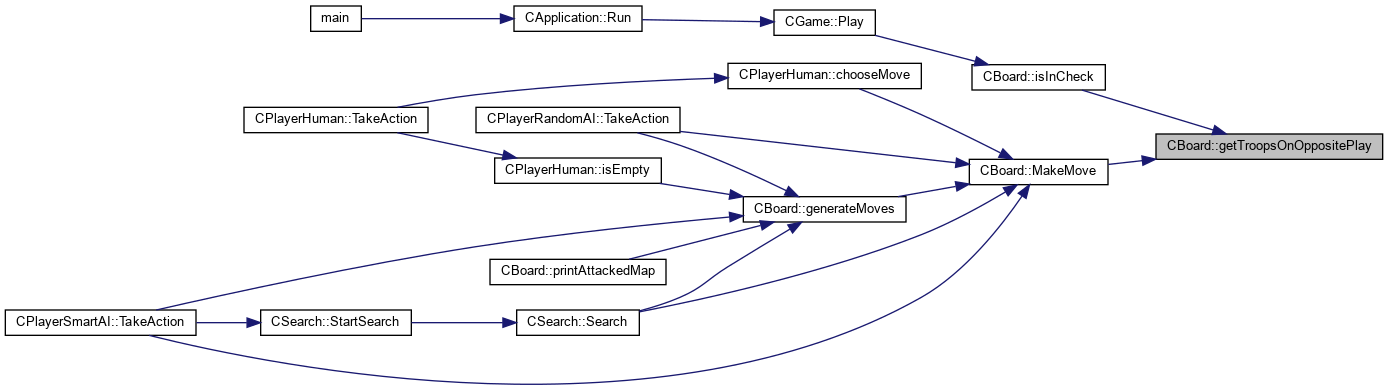 main
CApplication::Run
CGame::Play
CBoard::isInCheck
CPlayerHuman::chooseMove
CPlayerHuman::TakeAction
CPlayerRandomAI::TakeAction
CBoard::getTroopsOnOppositePlay
CPlayerHuman::isEmpty
CBoard::MakeMove
CBoard::generateMoves
CBoard::printAttackedMap
CPlayerSmartAI::TakeAction
CSearch::StartSearch
CSearch::Search